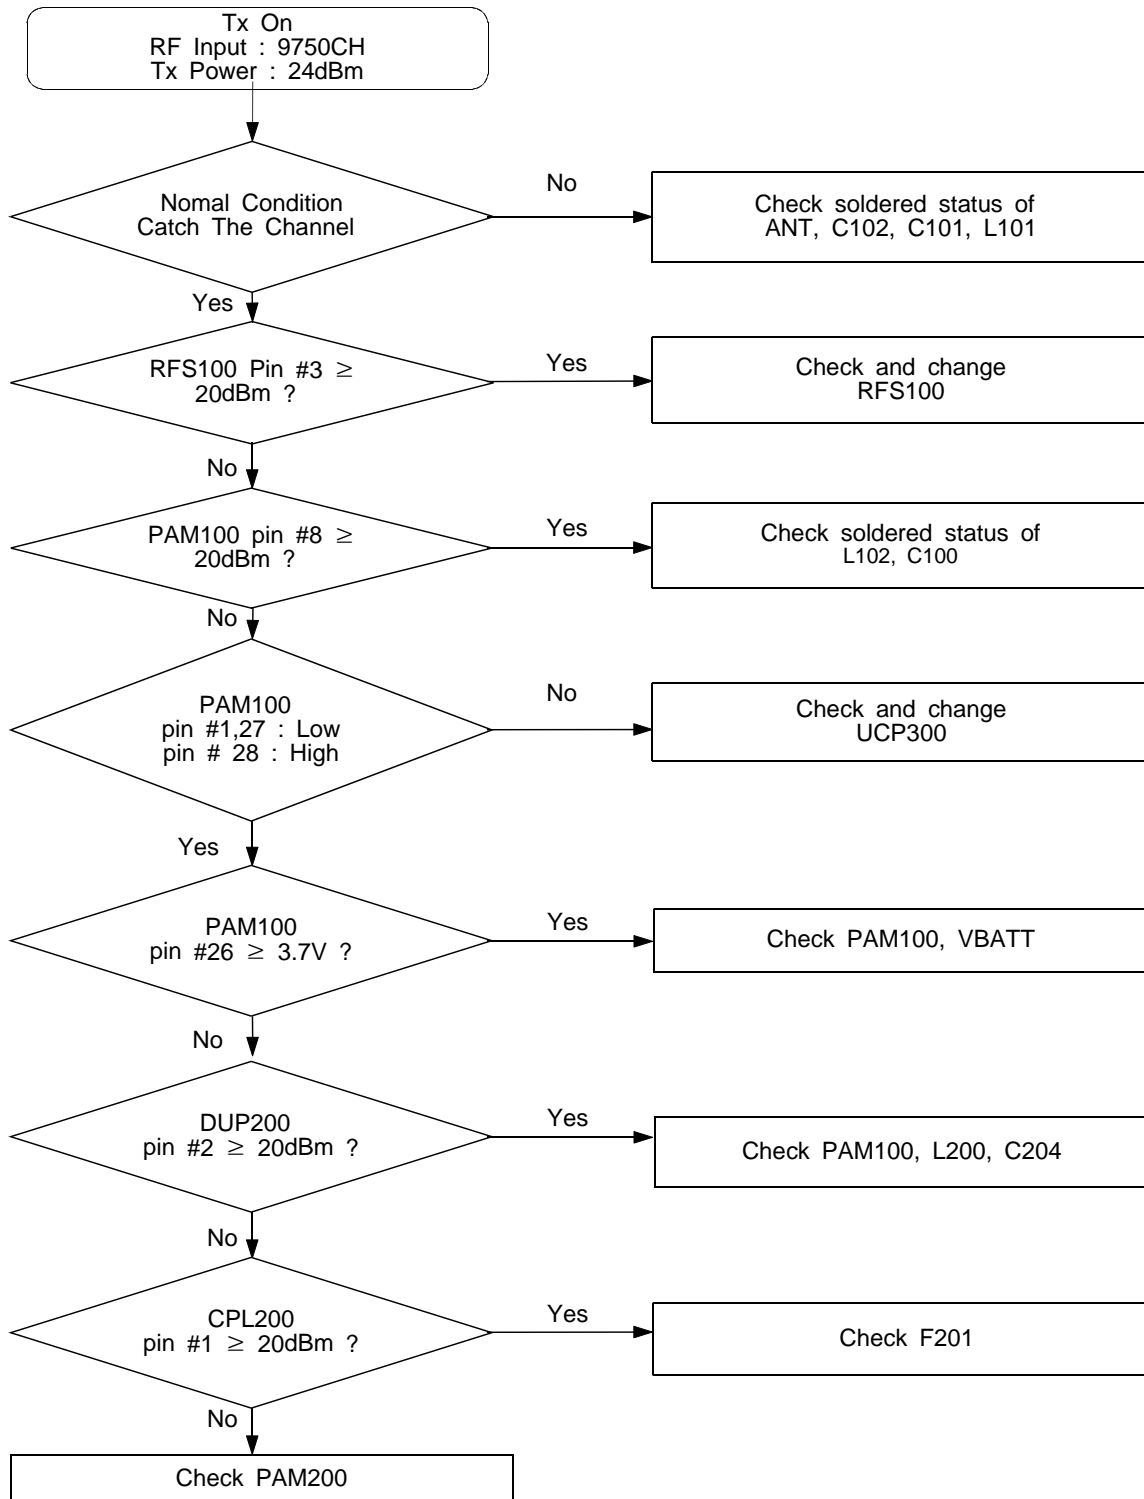 Tx On
RF Input : 9750CH
Tx Power : 24dBm
Nomal Condition
Catch The Channel
No
Check soldered status of
ANT, C102, C101, L101
Yes
RFS100 Pin #3 ≥
20dBm ?
Yes
Check and change
RFS100
No
PAM100 pin #8 ≥
20dBm ?
Yes
Check soldered status of
L102, C100
No
PAM100
pin #1,27 : Low
pin # 28 : High
No
Check and change
UCP300
Yes
PAM100
pin #26 ≥ 3.7V ?
Yes
Check PAM100, VBATT
No
DUP200
pin #2 ≥ 20dBm ?
Yes
Check PAM100, L200, C204
No
CPL200
pin #1 ≥ 20dBm ?
Yes
Check F201
No
Check PAM200